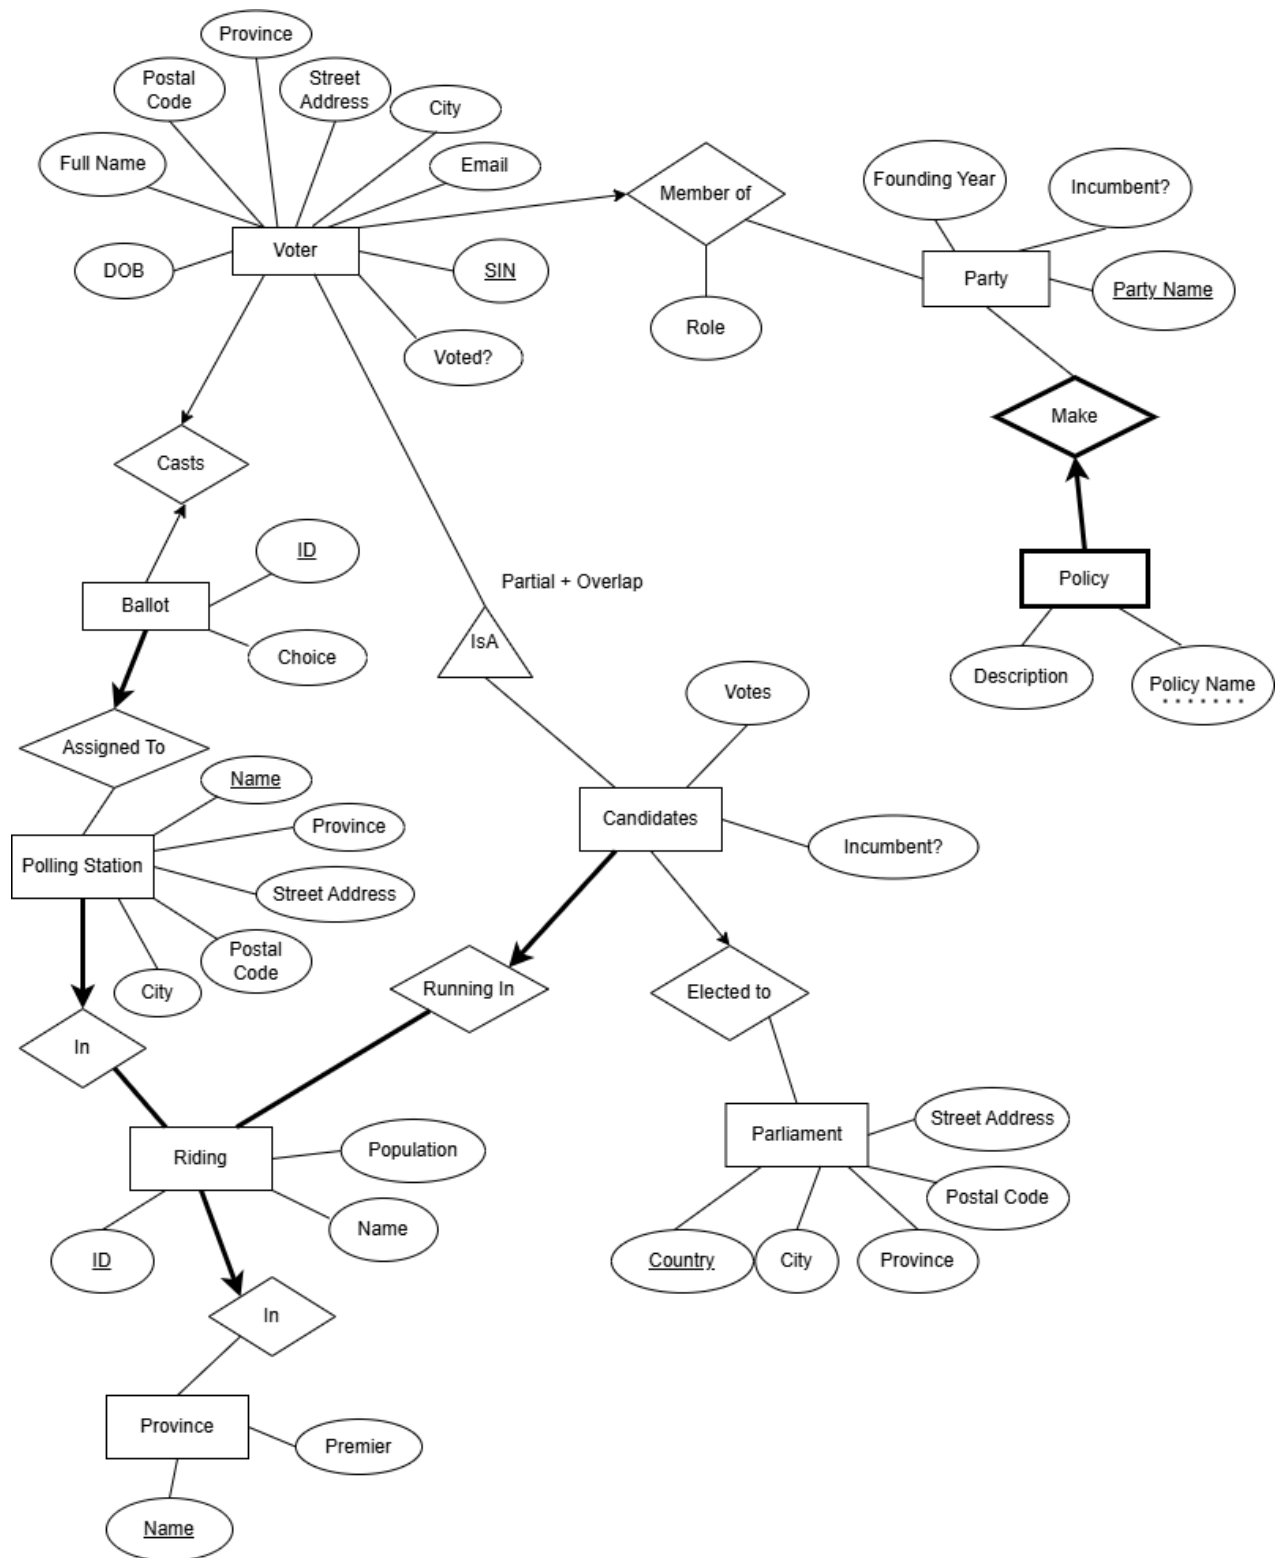 Province
Postal
Code
Street
Address
City
Full Name
Email
Member of
Founding Year
Incumbent?
Voter
DOB
SIN
Party
Party Name
Role
Voted?
Make
Casts
ID
Partial + Overlap
Policy
Ballot
IsA
Choice
Description
Policy Name
Votes
Assigned To
Name
Province
Candidates
Incumbent?
Polling Station
Street Address
Postal
Code
City
Running In
Elected to
In
Street Address
Parliament
Population
Riding
Postal Code
Name
ID
Country
City
Province
In
Province
Premier
Name